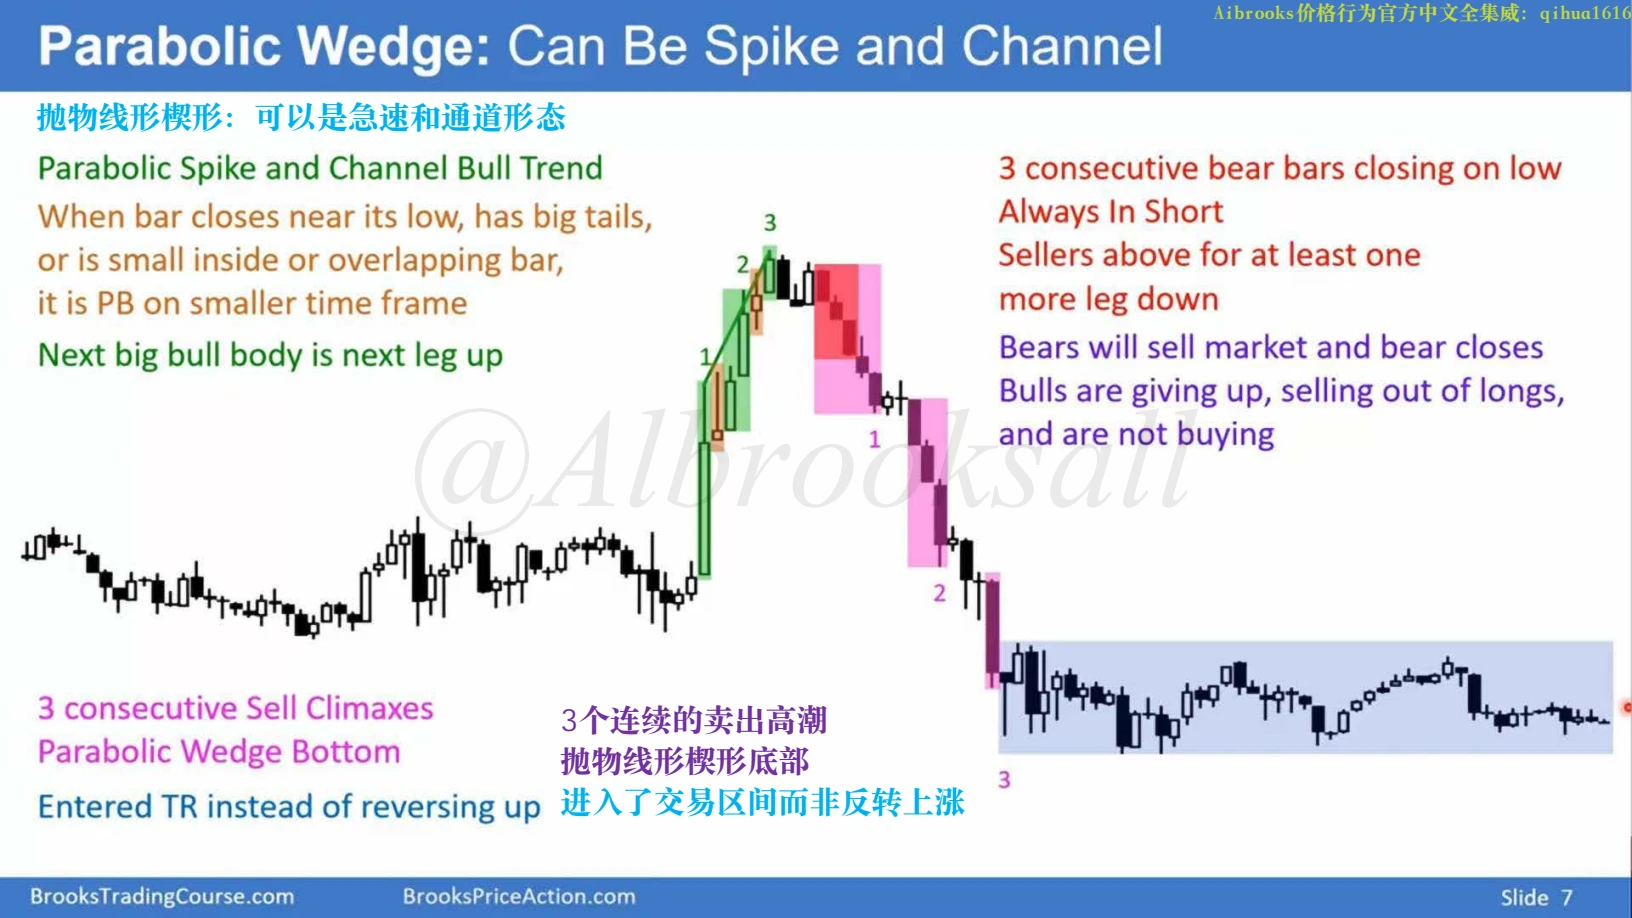 Aibrooks价格行为官方中文全集威：qihua1616
Parabolic Wedge: Can Be Spike and Channel
抛物线形楔形：可以是急速和通道形态
Parabolic Spike and Channel Bull Trend
When bar closes near its low, has big tails,
or is small inside or overlapping bar,
it is PB on smaller time frame
Next big bull body is next leg up
3 consecutive bear bars closing on low
Always In Short
Sellers above for at least one
more leg down
Bears will sell market and bear closes
Bulls are giving up, selling out of longs,
and are not buying
3
2
1
1
2
3
@Albrooksall
3 consecutive Sell Climaxes
Parabolic Wedge Bottom
Entered TR instead of reversing up
3个连续的卖出高潮
抛物线形楔形底部
进入了交易区间而非反转上涨
BrooksTradingCourse.com
BrooksPriceAction.com
Slide 7